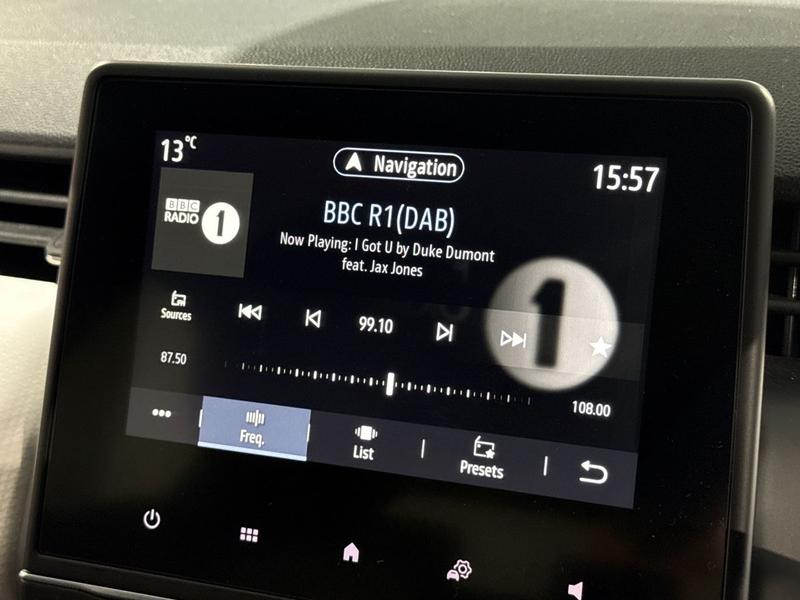 13°C
Navigation
15:57
BBC
RADIO
1
BBC R1(DAB)
Now Playing: I Got U by Duke Dumont
feat. Jax Jones
1
Sources
99.10
87.50
108.00
Freq.
List
Presets